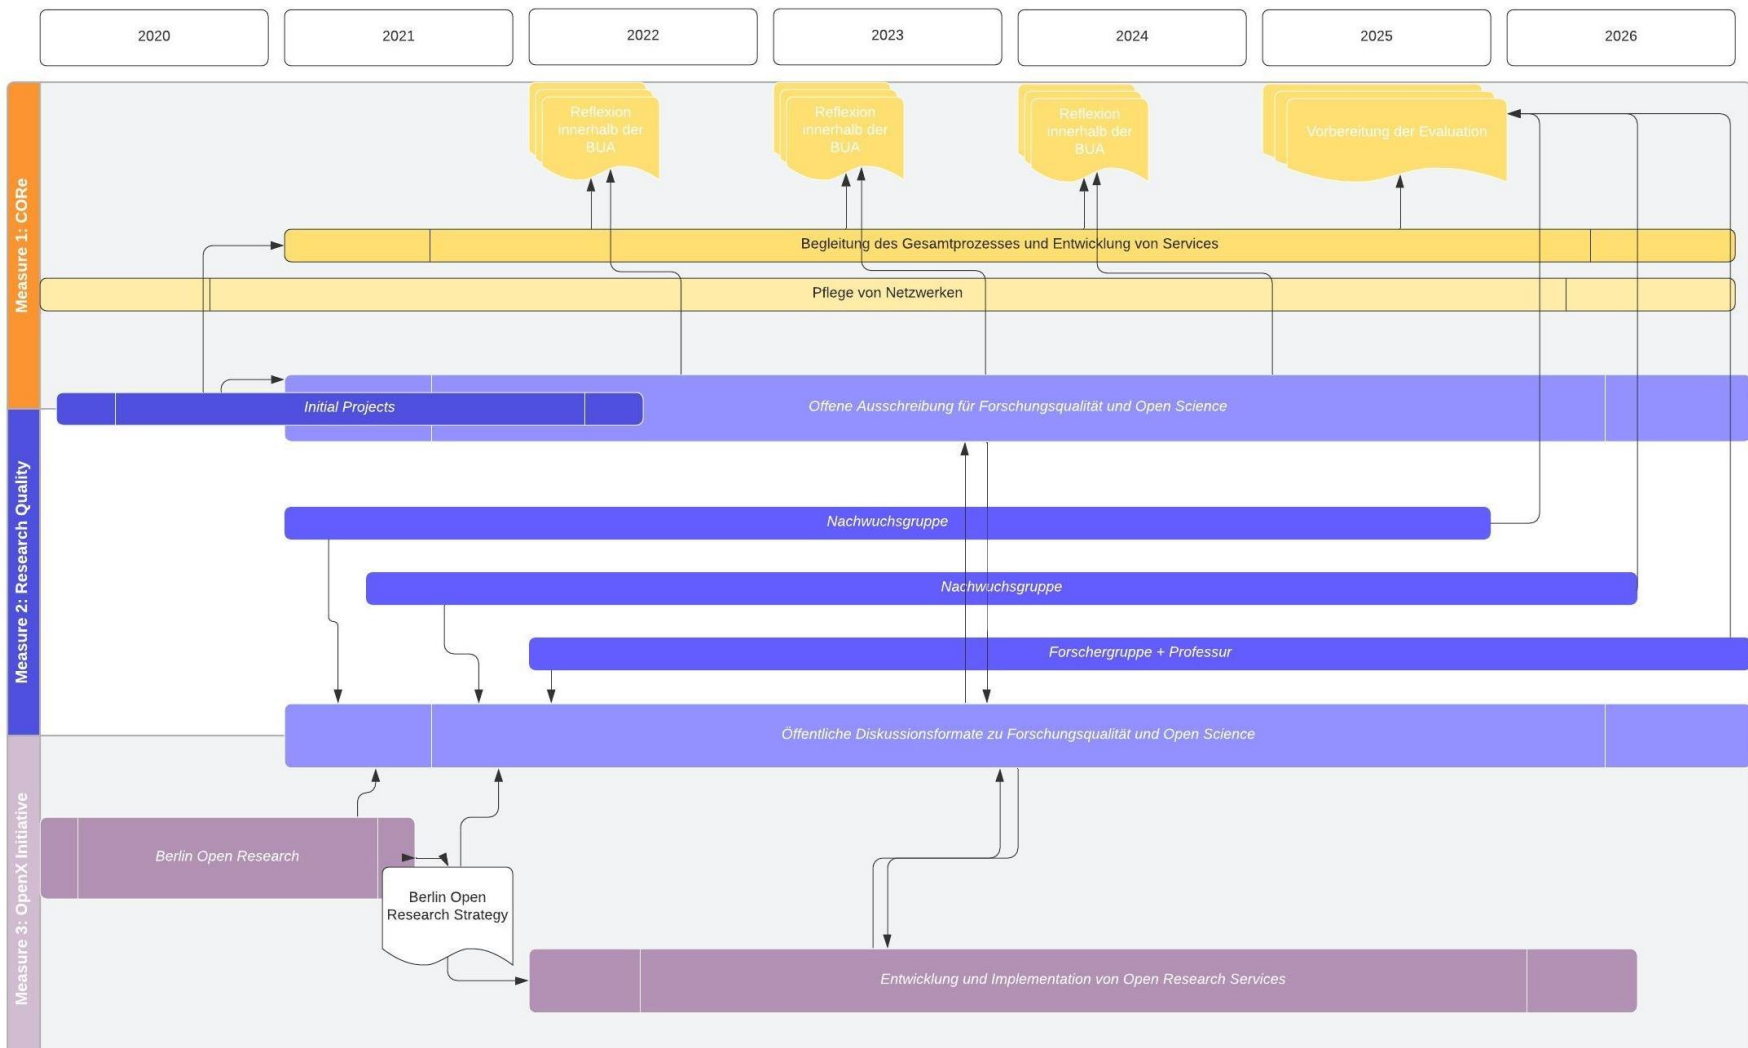 2020
2021
2022
2023
2024
2025
2026
Measure 1: CORe
Reflexion
innerhalb der
BUA
Reflexion
innerhalb der
BUA
Reflexion
innerhalb der
BUA
Vorbereitung der Evaluation
Begleitung des Gesamtprozesses und Entwicklung von Services
Pflege von Netzwerken
Measure 2: Research Quality
Initial Projects
Offene Ausschreibung für Forschungsqualität und Open Science
Nachwuchsgruppe
Nachwuchsgruppe
Forschergruppe + Professur
Öffentliche Diskussionsformate zu Forschungsqualität und Open Science
Measure 3: OpenX Initiative
Berlin Open Research
Berlin Open
Research Strategy
Entwicklung und Implementation von Open Research Services